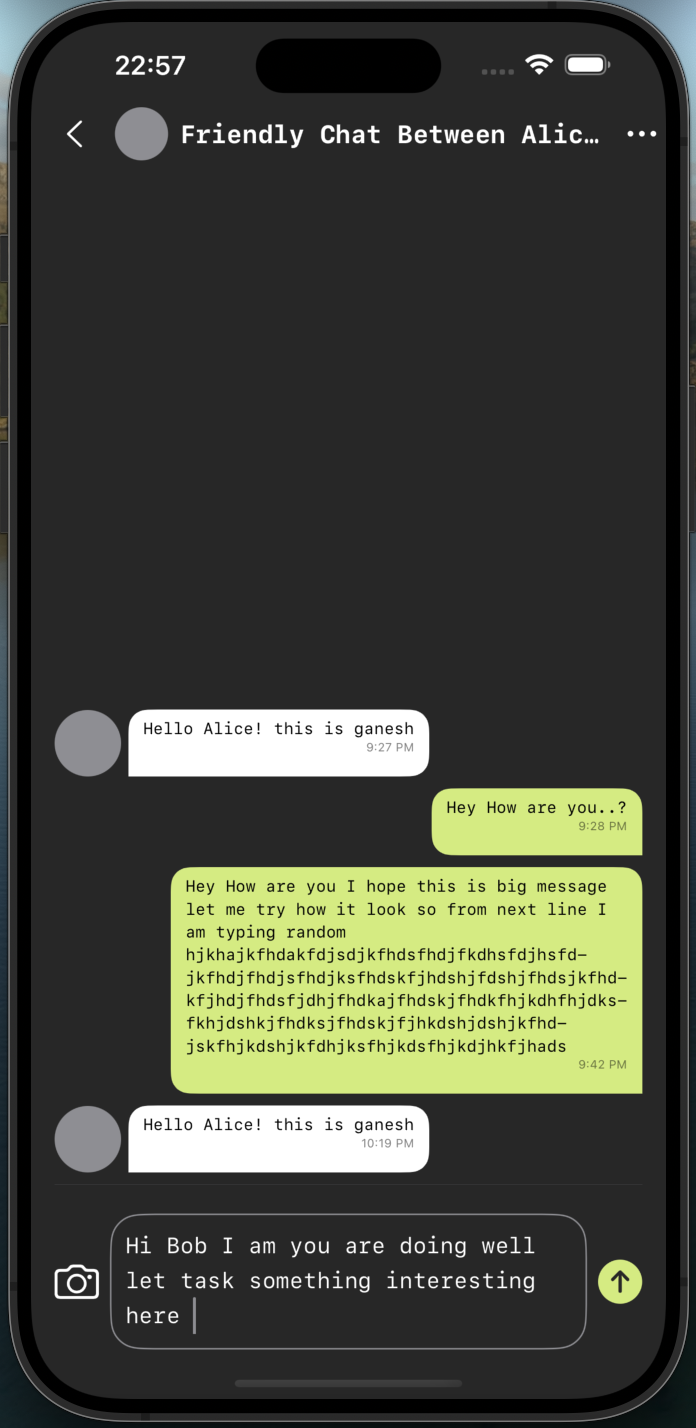 22:57
Friendly Chat Between Alic…
Hello Alice! this is ganesh
9:27 PM
Hey How are you..?
9:28 PM
Hey How are you I hope this is big message
let me try how it look so from next line I
am typing random
hjkhajkfhdakfdjsdjkfhdsfhdjfkdhsfdjhsfd–
jkfhdjfhdjsfhdjksfhdskfjhdshjfdshjfhdsjkfhd–
kfjhdjfhdsfjdhjfhdkajfhdskjfhdkfhjkdhfhjdks–
fkhjdshkjfhdksjfhdskjfjhkdshjdshjkfhd–
jskfhjkdshjkfdhjksfhjkdsfhjkdjhkfjhads
9:42 PM
Hello Alice! this is ganesh
10:19 PM
Hi Bob I am you are doing well
let task something interesting
here